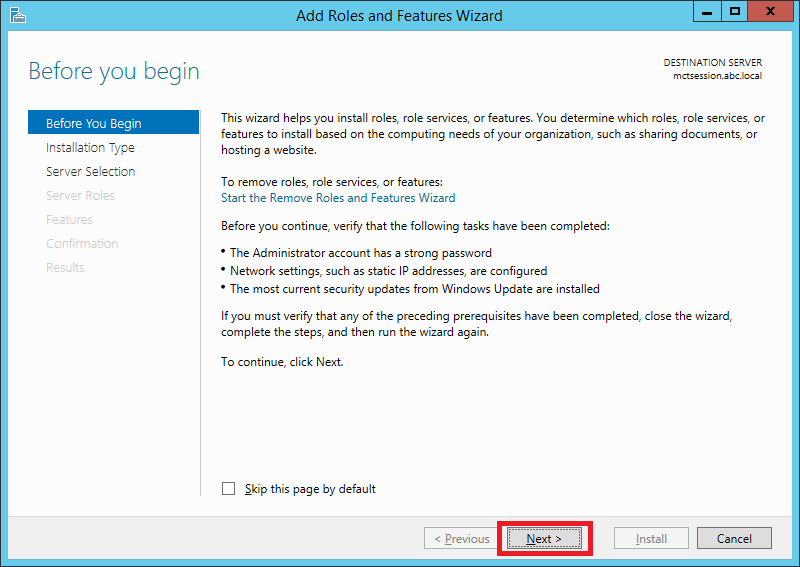 Add Roles and Features Wizard
Before you begin
DESTINATION SERVER
mctsession.abc.local
Before You Begin
Installation Type
Server Selection
Server Roles
Features
Confirmation
Results
This wizard helps you install roles, role services, or features. You determine which roles, role services, or
features to install based on the computing needs of your organization, such as sharing documents, or
hosting a website.
To remove roles, role services, or features:
Start the Remove Roles and Features Wizard
Before you continue, verify that the following tasks have been completed:
• The Administrator account has a strong password
• Network settings, such as static IP addresses, are configured
• The most current security updates from Windows Update are installed
If you must verify that any of the preceding prerequisites have been completed, close the wizard,
complete the steps, and then run the wizard again.
To continue, click Next.
Skip this page by default
< Previous
Next >
Install
Cancel